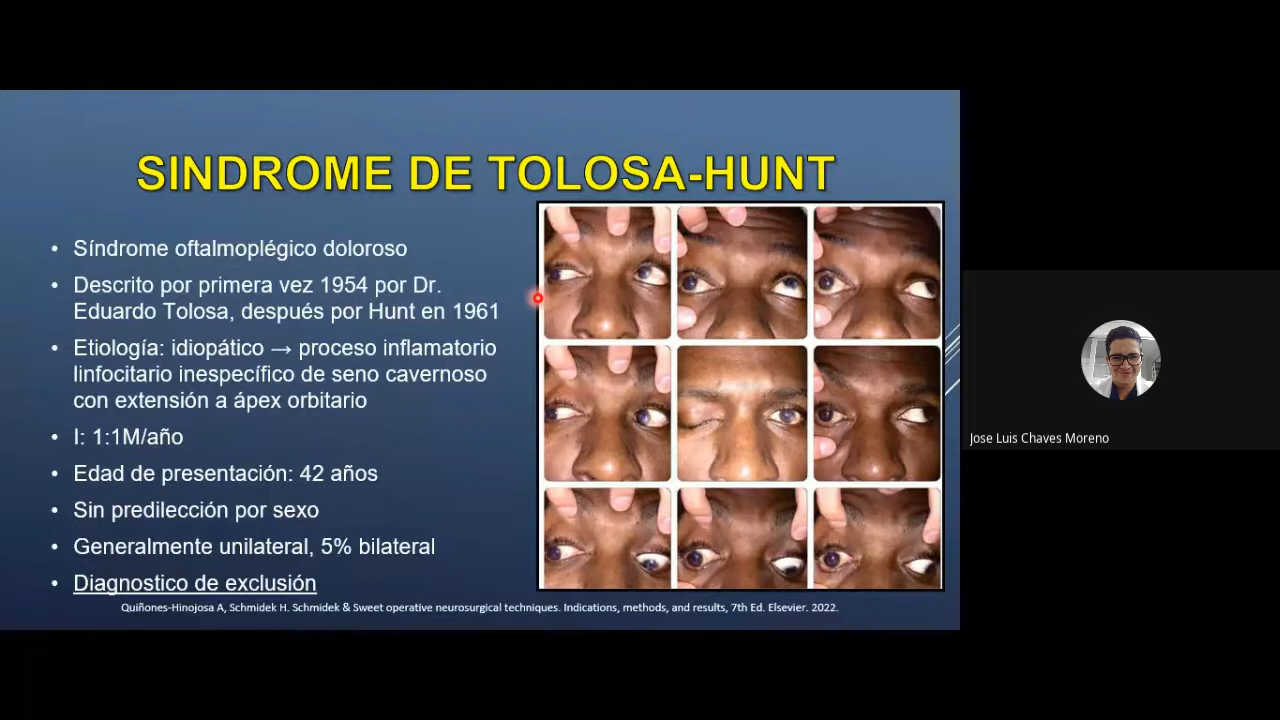 SINDROME DE TOLOSA-HUNT
• Síndrome oftalmoplégico doloroso
• Descrito por primera vez 1954 por Dr.
Eduardo Tolosa, después por Hunt en 1961
• Etiología: idiopático → proceso inflamatorio
linfocitario inespecífico de seno cavernoso
con extensión a ápex orbitario
• I: 1:1M/año
• Edad de presentación: 42 años
• Sin predilección por sexo
• Generalmente unilateral, 5% bilateral
• Diagnostico de exclusión
Quiñones-Hinojosa A, Schmidek H. Schmidek & Sweet operative neurosurgical techniques. Indications, methods, and results, 7th Ed. Elsevier. 2022.
Jose Luis Chaves Moreno